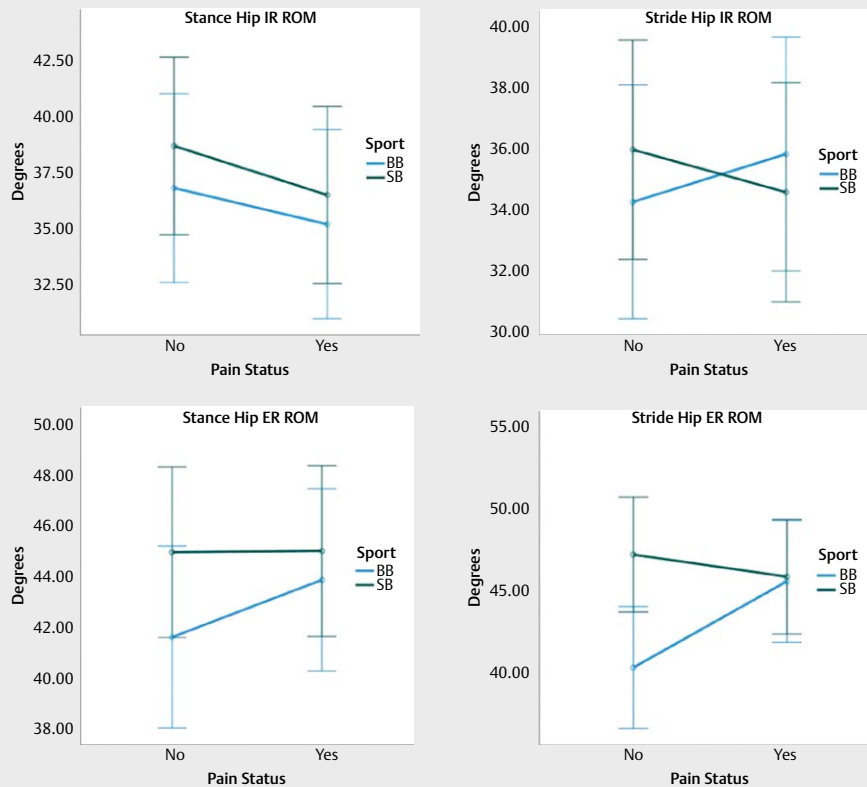 Stance Hip IR ROM
42.50
40.00
37.50
35.00
32.50
Degrees
No
Yes
Pain Status
Sport
BB
SB
Stride Hip IR ROM
40.00
38.00
36.00
34.00
32.00
30.00
Degrees
No
Yes
Pain Status
Sport
BB
SB
Stance Hip ER ROM
50.00
48.00
46.00
44.00
42.00
40.00
38.00
Degrees
No
Yes
Pain Status
Sport
BB
SB
Stride Hip ER ROM
55.00
50.00
45.00
40.00
Degrees
No
Yes
Pain Status
Sport
BB
SB